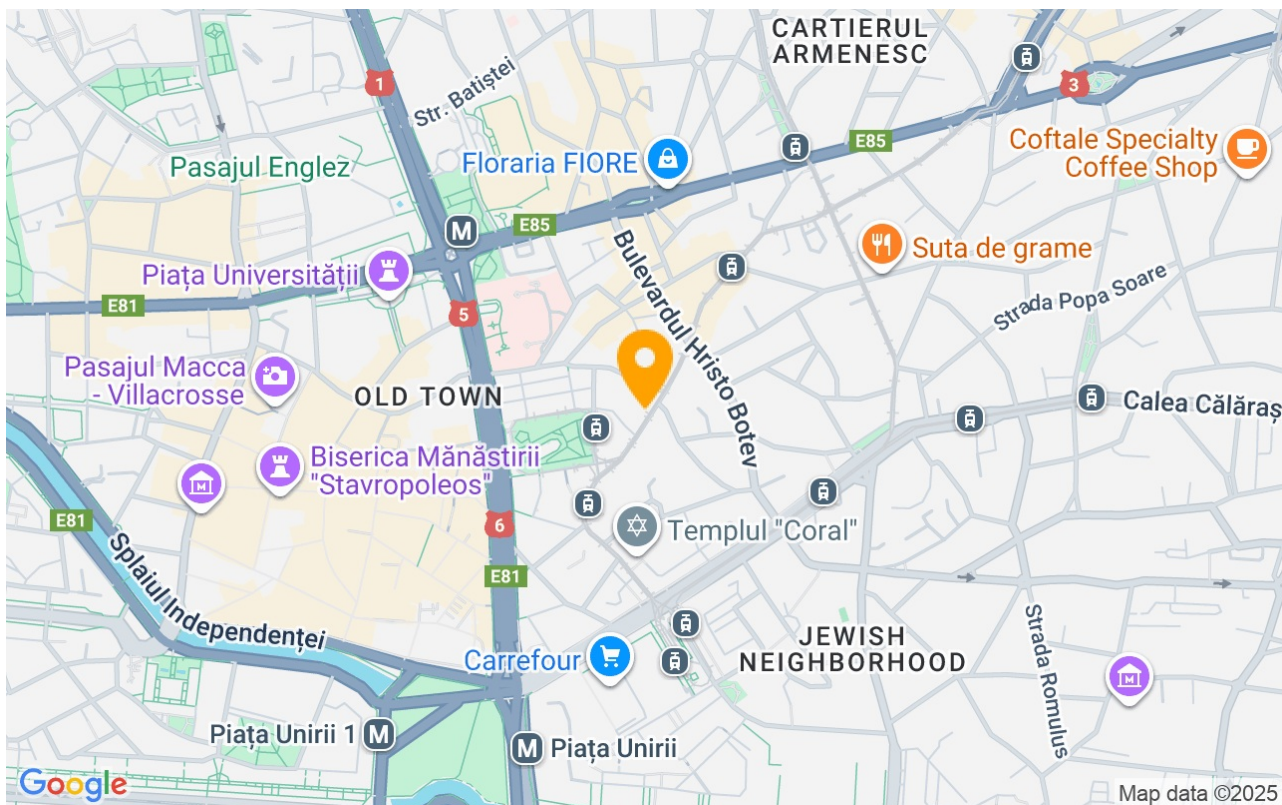 CARTIERUL
ARMENESC
1
3
Str. Batiștei
E85
Coftale Specialty
Coffee Shop
Floraria FIORE
Pasajul Englez
E85
M
Bulevardul Hristo Botev
Suta de grame
Piața Universității
Strada Popa Soare
E81
5
Pasajul Macca
- Villacrosse
OLD TOWN
Calea Călăraș
Biserica Mănăstirii
"Stavropoleos"
M
E81
6
Templul "Coral"
Splaiul Independenței
E81
JEWISH
NEIGHBORHOOD
Strada Romulus
Carrefour
M
Piața Unirii 1
M
M
Piața Unirii
Google
Map data ©2025